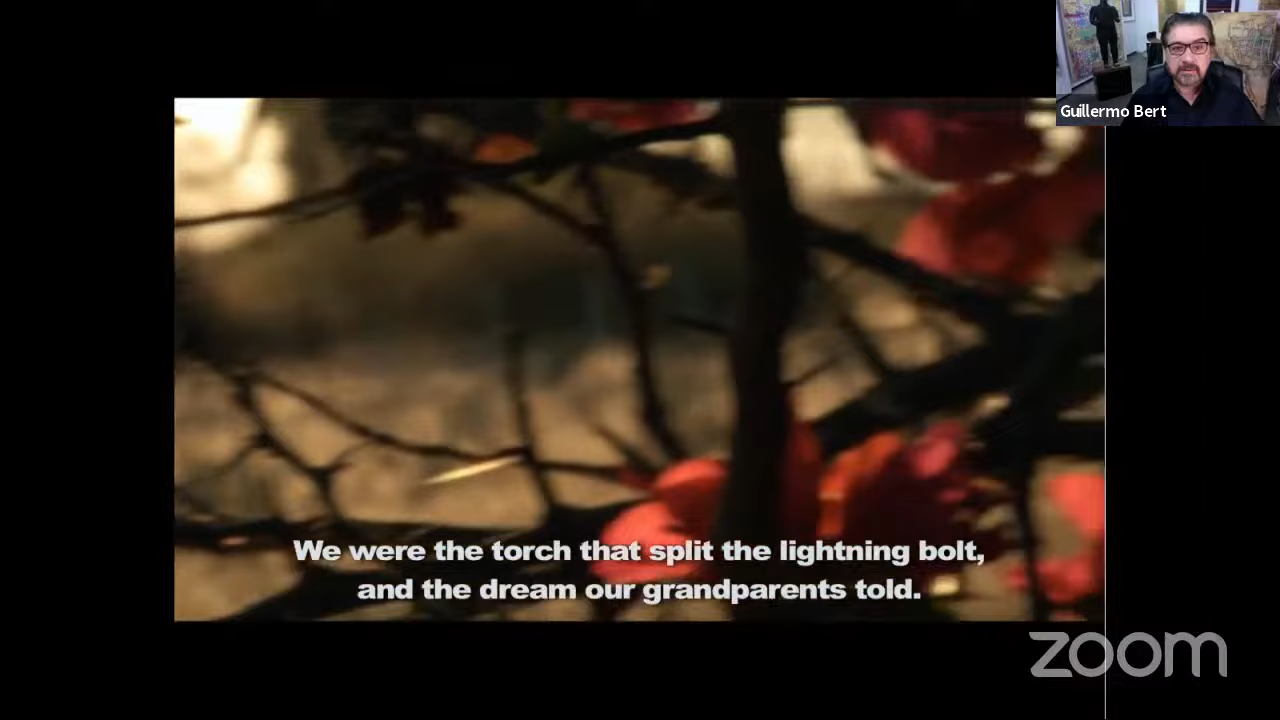 Guillermo Bert
We were the torch that split the lightning bolt,
and the dream our grandparents told.
zoom